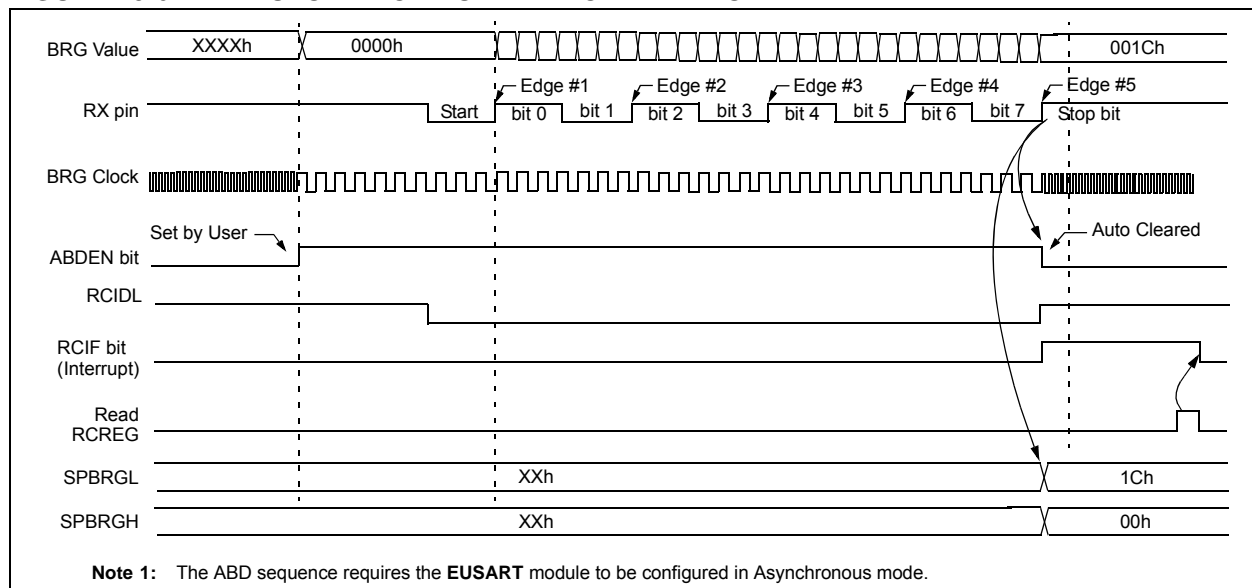 BRG Value XXXXh 0000h 001Ch
Edge #1 Edge #2 Edge #3 Edge #4 Edge #5
RX pin Start bit 0 bit 1 bit 2 bit 3 bit 4 bit 5 bit 6 bit 7 Stop bit
BRG Clock
Set by User Auto Cleared
ABDEN bit
RCIDL
RCIF bit
(Interrupt)
Read
RCREG
SPBRGL XXh 1Ch
SPBRGH XXh 00h
Note 1: The ABD sequence requires the EUSART module to be configured in Asynchronous mode.